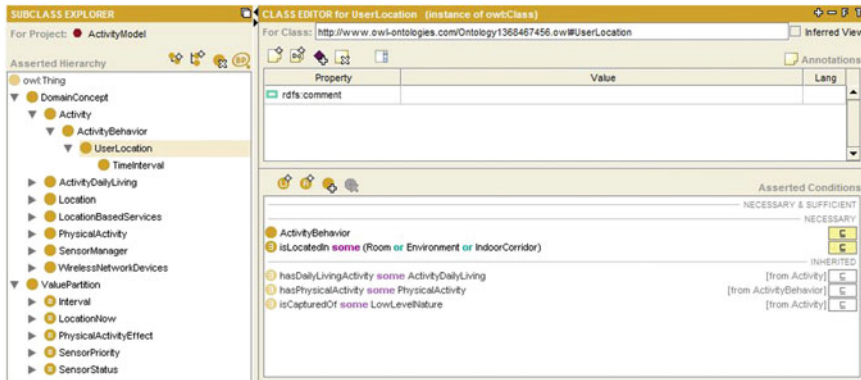 SUBCLASS EXPLORER
For Project: ActivityModel
Asserted Hierarchy
owl:Thing
DomainConcept
Activity
ActivityBehavior
UserLocation
TimeInterval
ActivityDailyLiving
Location
LocationBasedServices
PhysicalActivity
SensorManager
WirelessNetworkDevices
ValuePartition
Interval
LocationNow
PhysicalActivityEffect
SensorPriority
SensorStatus
CLASS EDITOR for UserLocation (instance of owl:Class)
For Class: http://www.owl-ontologies.com/Ontology1368467456.owl#UserLocation Inferred View
Annotations
Property Value Lang
rdfs:comment
Asserted Conditions
NECESSARY & SUFFICIENT
NECESSARY
ActivityBehavior
isLocatedIn some (Room or Environment or IndoorCorridor)
INHERITED
hasDailyLivingActivity some ActivityDailyLiving [from Activity]
hasPhysicalActivity some PhysicalActivity [from ActivityBehavior]
isCapturedOf some LowLevelNature [from Activity]